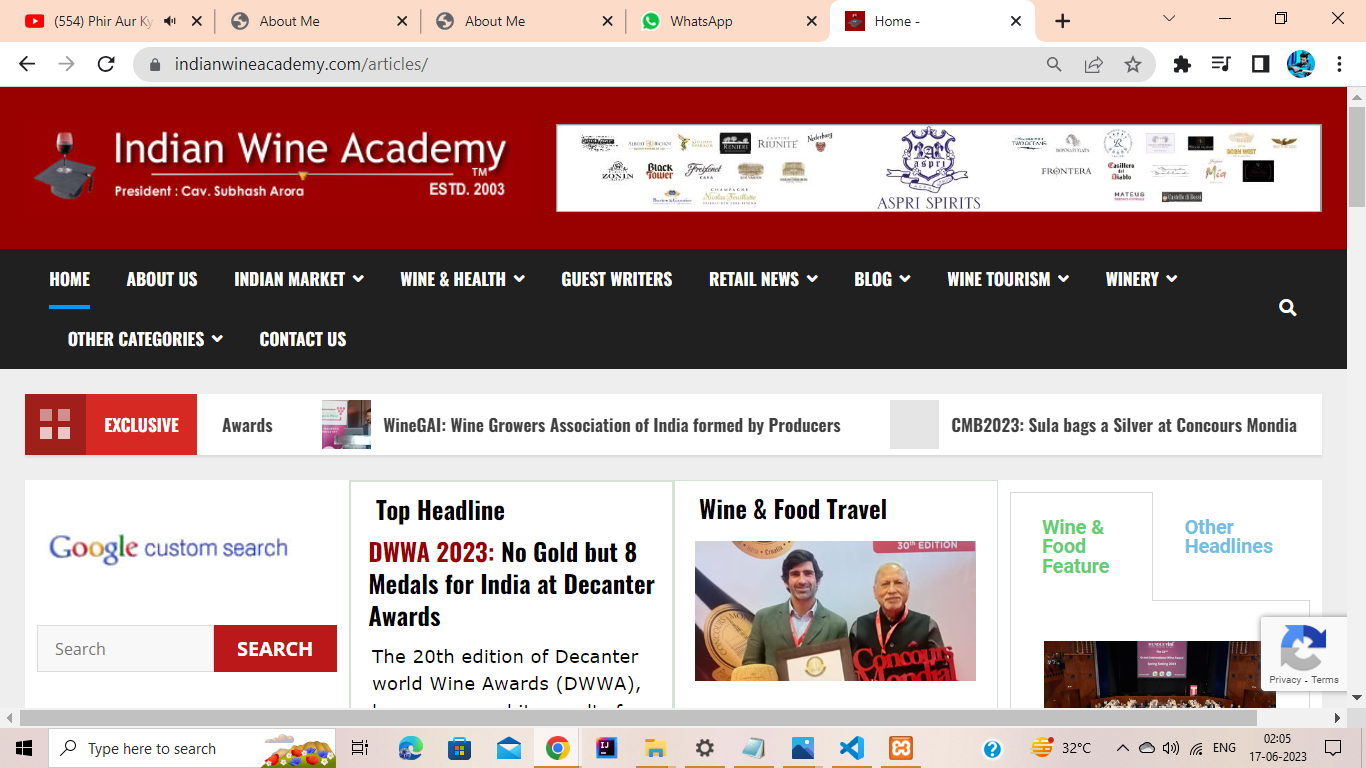 (554) Phir Aur Ky
About Me
About Me
WhatsApp
Home -
indianwineacademy.com/articles/
Indian Wine Academy
TM
President : Cav. Subhash Arora
ESTD. 2003
ZONIN
Black Tower
Freixenet
RIUNITE
Nederburg
aspri
ASPRI SPIRITS
FRONTERA
Casillero del Diablo
MATEUS
HOME
ABOUT US
INDIAN MARKET
WINE & HEALTH
GUEST WRITERS
RETAIL NEWS
BLOG
WINE TOURISM
WINERY
OTHER CATEGORIES
CONTACT US
EXCLUSIVE
Awards
WineGAI: Wine Growers Association of India formed by Producers
CMB2023: Sula bags a Silver at Concours Mondia
Google custom search
Search
SEARCH
Top Headline
DWWA 2023: No Gold but 8
Medals for India at Decanter
Awards
The 20th edition of Decanter
world Wine Awards (DWWA),
Wine & Food Travel
30th EDITION
Concours
Mondial
Wine &
Food
Feature
Other
Headlines
Privacy - Terms
Type here to search
32°C
ENG
02:05
17-06-2023